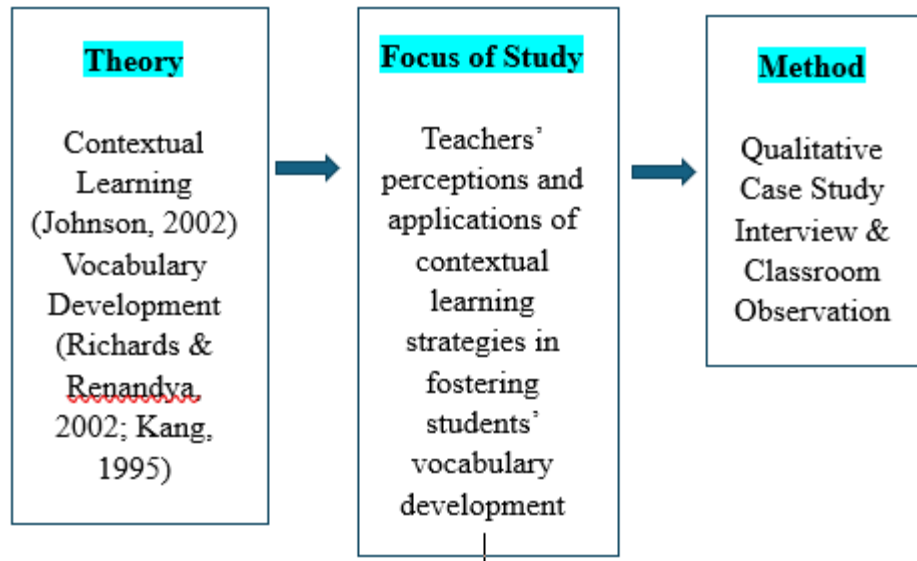 Theory
Contextual
Learning
(Johnson, 2002)
Vocabulary
Development
(Richards &
Renandya,
2002; Kang,
1995)
Focus of Study
Teachers’
perceptions and
applications of
contextual
learning
strategies in
fostering
students’
vocabulary
development
Method
Qualitative
Case Study
Interview &
Classroom
Observation